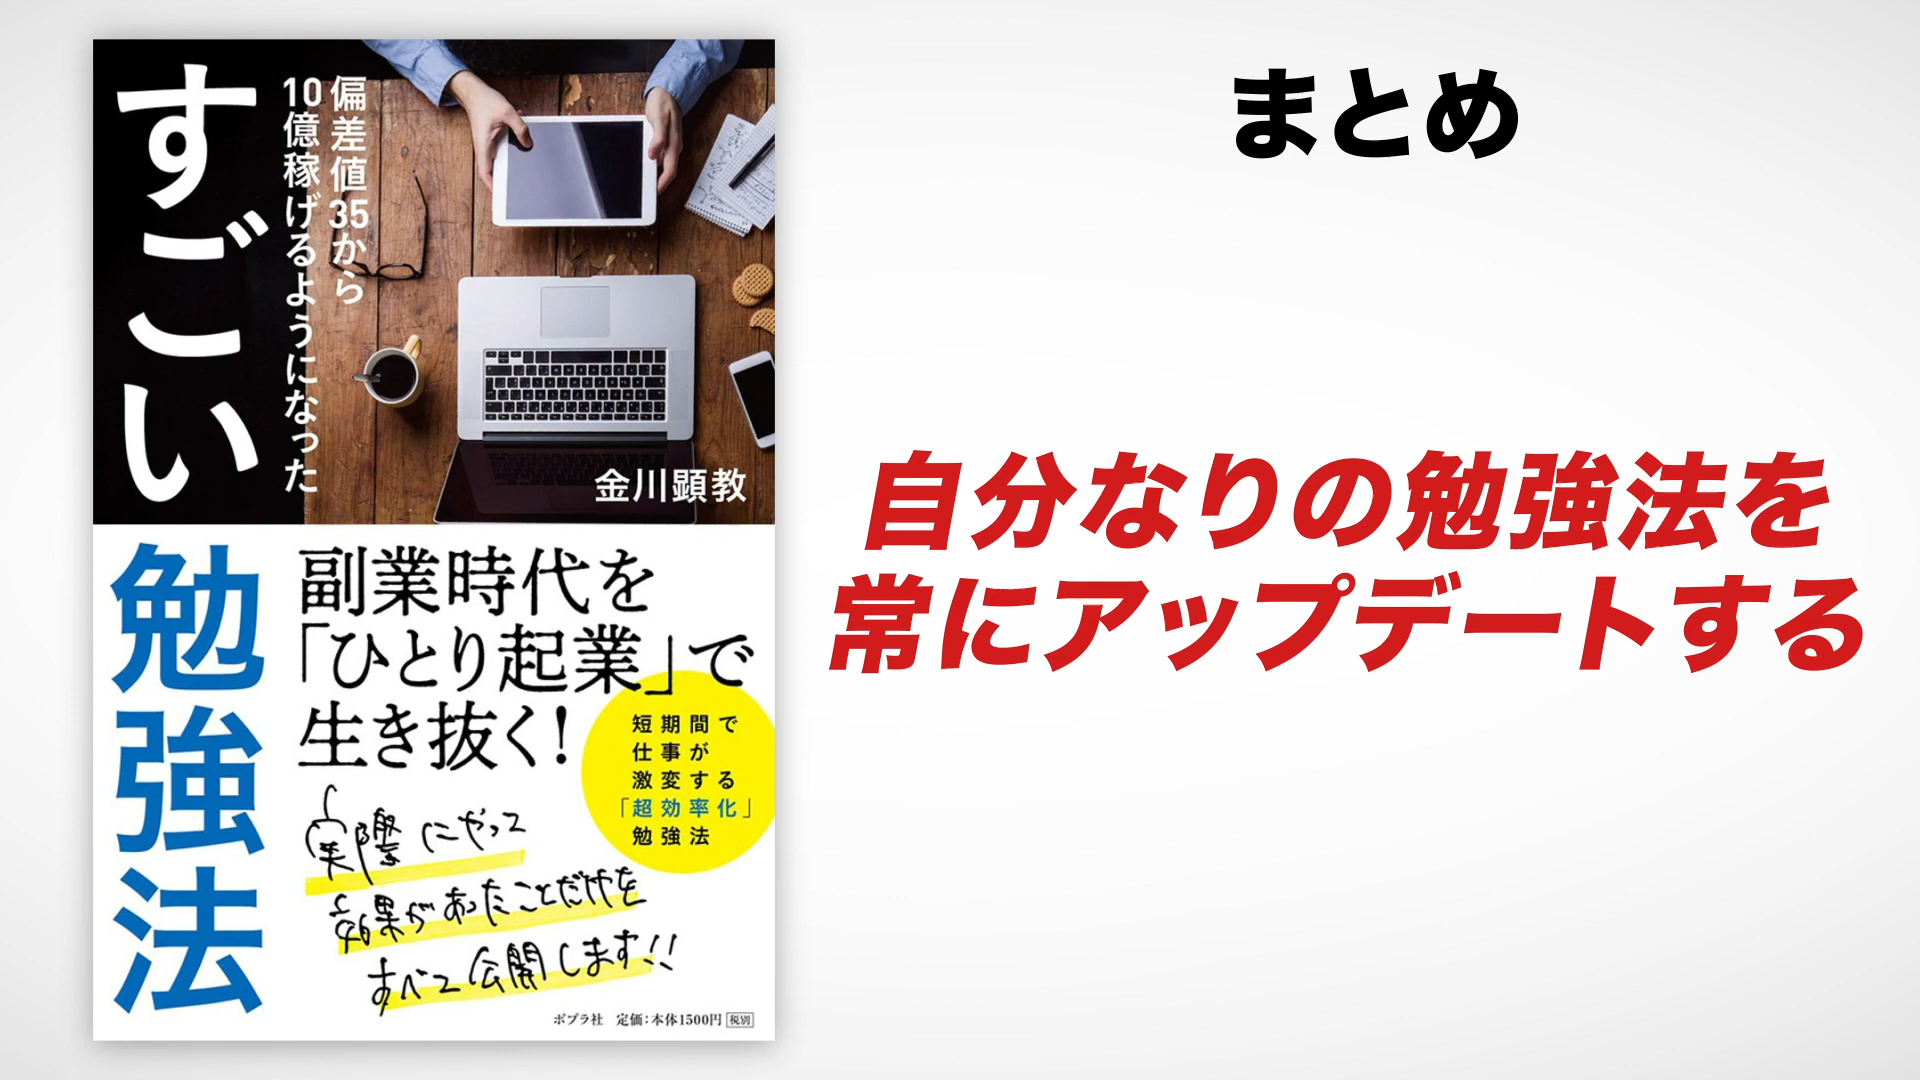 すごい
偏差値35から
10億稼げるようになった
金川顕教
勉強法
副業時代を
「ひとり起業」で
生き抜く!
短期間で
仕事が
激変する
「超効率化」
勉強法
実際にやって
効果があったことだけを
すべて公開します!!
ポプラ社 定価:本体1500円 税別
まとめ
自分なりの勉強法を
常にアップデートする